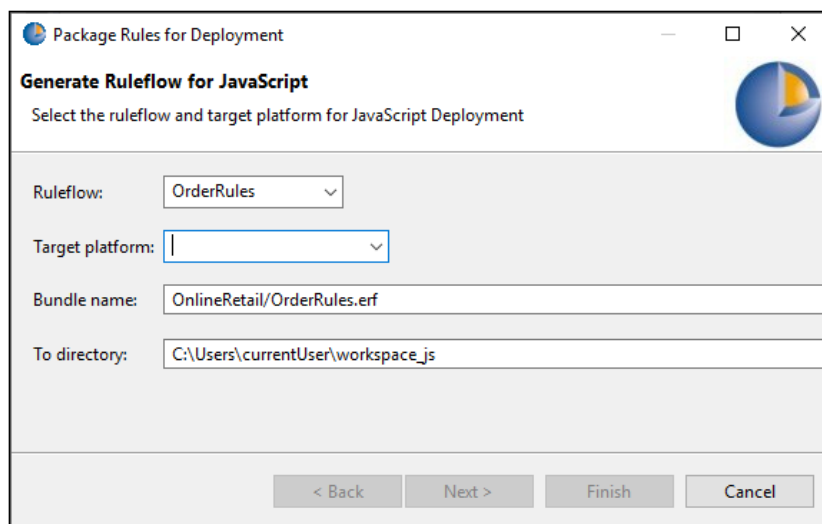 Package Rules for Deployment
Generate Ruleflow for JavaScript
Select the ruleflow and target platform for JavaScript Deployment
Ruleflow: OrderRules
Target platform:
Bundle name: OnlineRetail/OrderRules.erf
To directory: C:\Users\currentUser\workspace_js
< Back Next > Finish Cancel